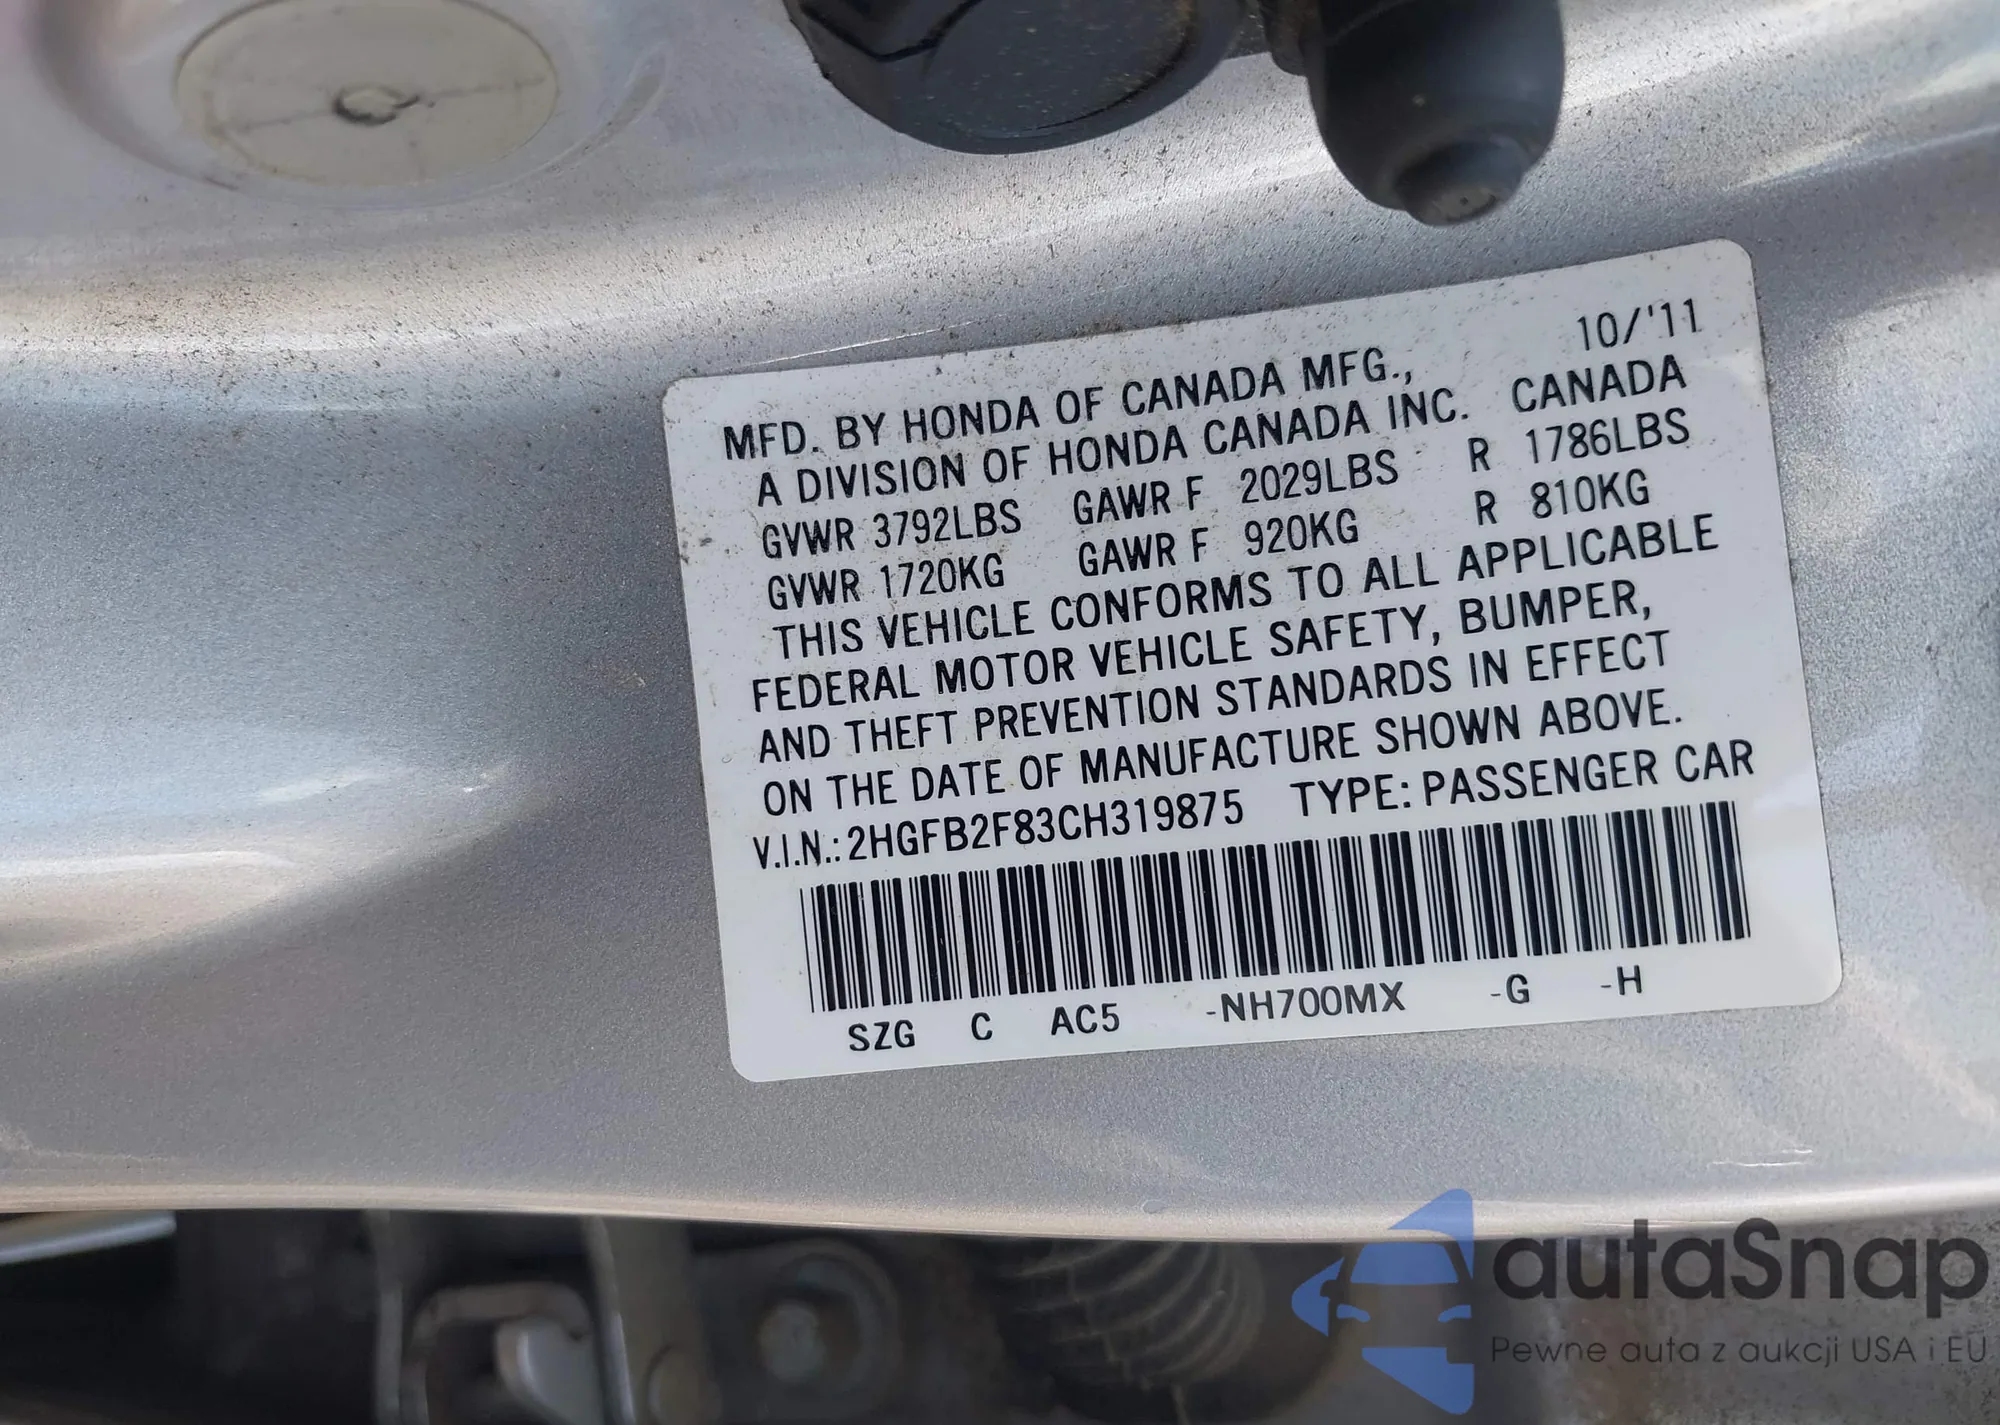 10/'11
MFD. BY HONDA OF CANADA MFG.,
A DIVISION OF HONDA CANADA INC. CANADA
GVWR 3792LBS GAWR F 2029LBS R 1786LBS
GVWR 1720KG GAWR F 920KG R 810KG
THIS VEHICLE CONFORMS TO ALL APPLICABLE
FEDERAL MOTOR VEHICLE SAFETY, BUMPER,
AND THEFT PREVENTION STANDARDS IN EFFECT
ON THE DATE OF MANUFACTURE SHOWN ABOVE.
V.I.N.: 2HGFB2F83CH319875 TYPE: PASSENGER CAR
SZG C AC5 -NH700MX -G -H
autaSnap
Pewne auta z aukcji USA i EU